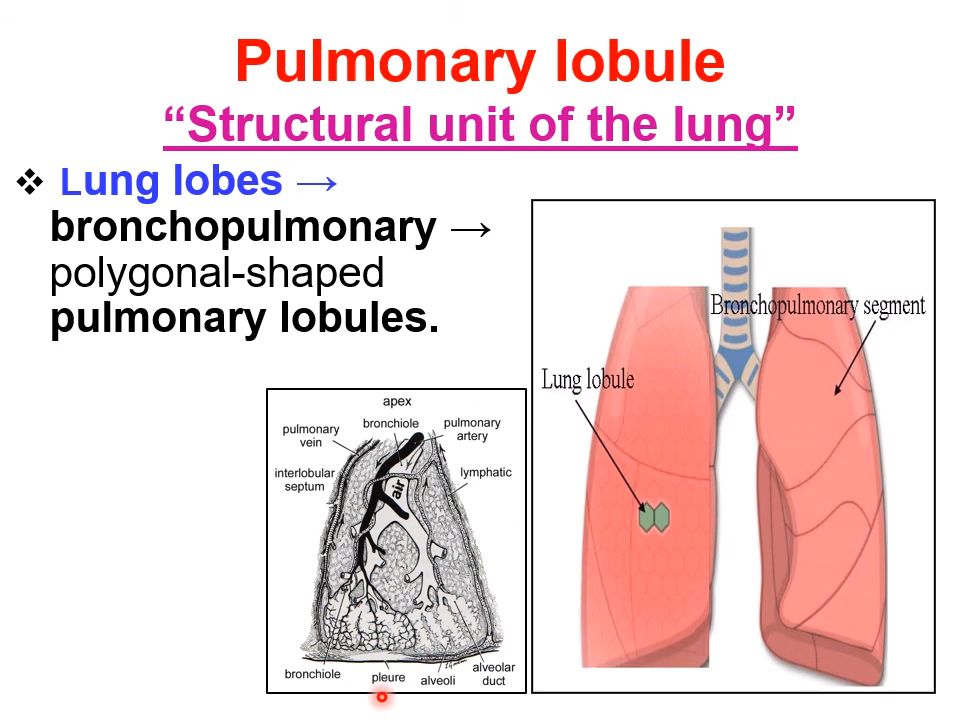 Pulmonary lobule
“Structural unit of the lung”
❖ Lung lobes →
bronchopulmonary →
polygonal-shaped
pulmonary lobules.
apex
bronchiole
pulmonary
artery
pulmonary
vein
interlobular
septum
lymphatic
air
bronchiole
pleure
alveoli
alveolar
duct
Bronchopulmonary segment
Lung lobule